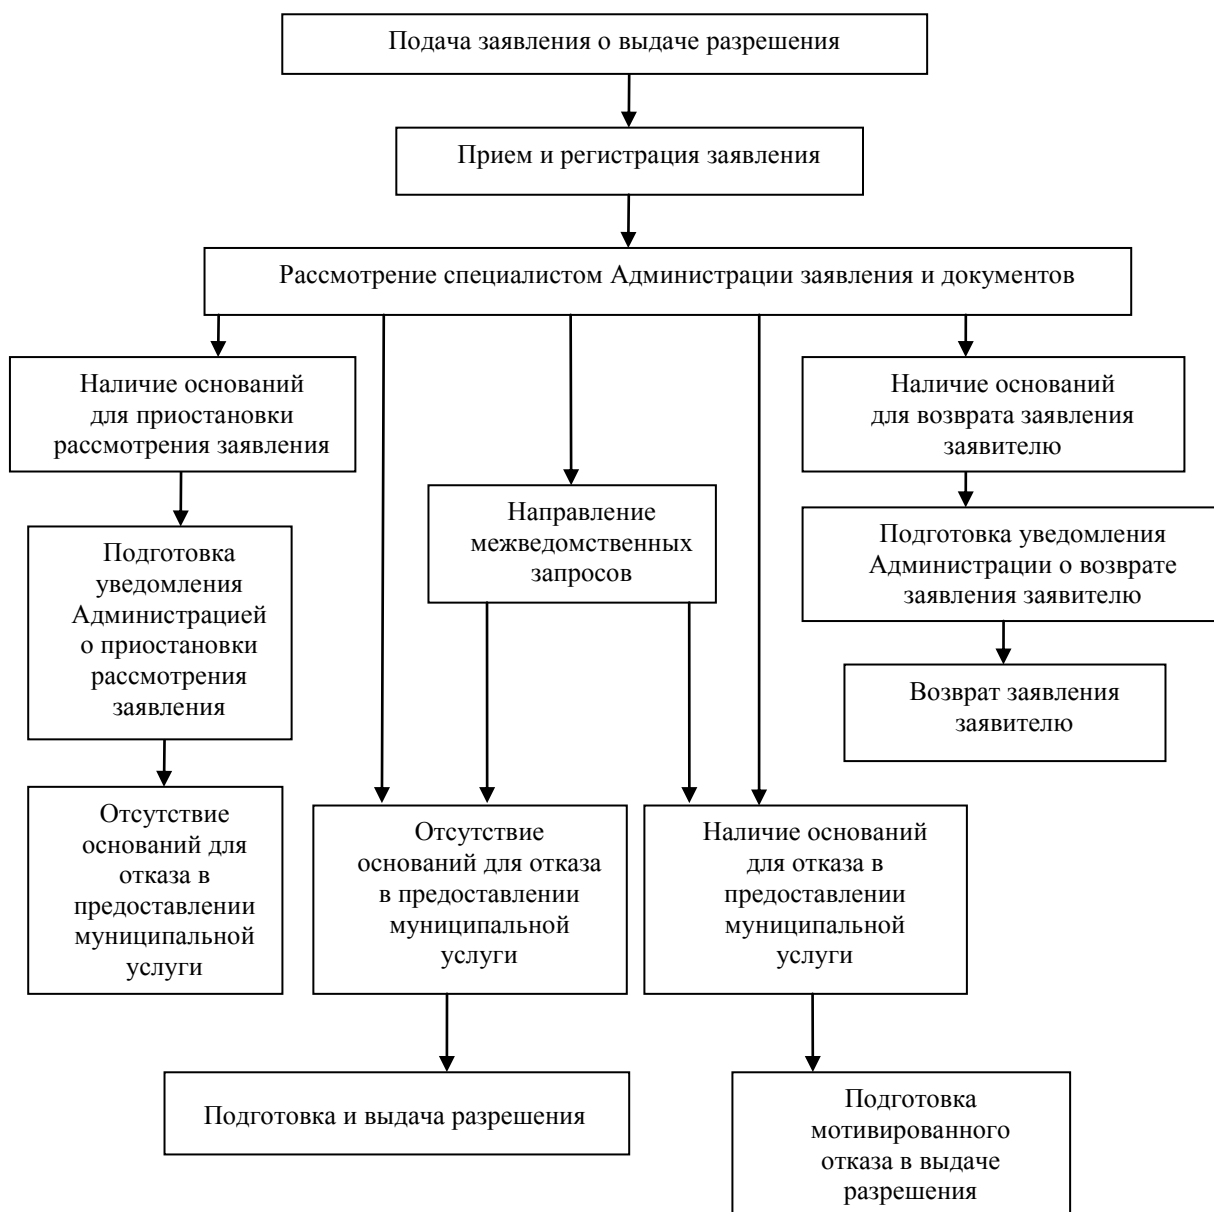 Подача заявления о выдаче разрешения
Прием и регистрация заявления
Рассмотрение специалистом Администрации заявления и документов
Наличие оснований
для приостановки
рассмотрения заявления
Наличие оснований
для возврата заявления
заявителю
Направление
межведомственных
запросов
Подготовка уведомления
Администрации о возврате
заявления заявителю
Подготовка
уведомления
Администрацией
о приостановки
рассмотрения
заявления
Возврат заявления
заявителю
Отсутствие
оснований для
отказа в
предоставлении
муниципальной
услуги
Отсутствие
оснований для отказа
в предоставлении
муниципальной
услуги
Наличие оснований
для отказа в
предоставлении
муниципальной
услуги
Подготовка и выдача разрешения
Подготовка
мотивированного
отказа в выдаче
разрешения